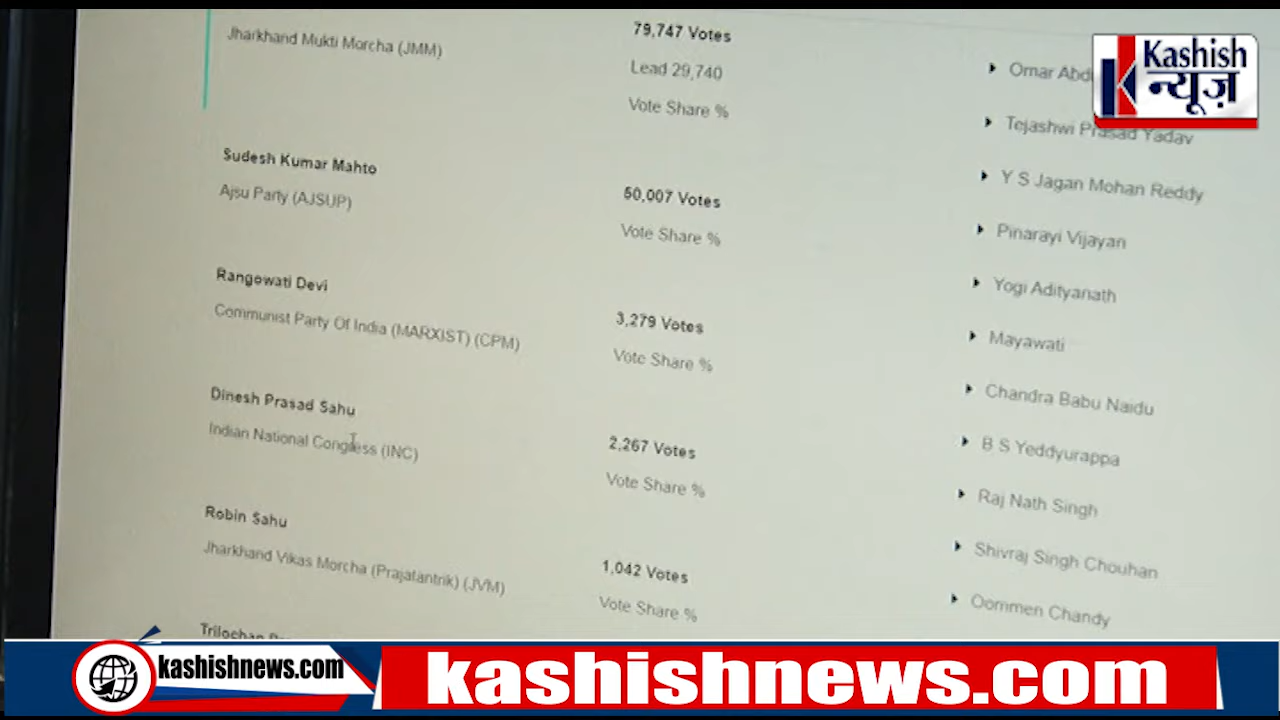 79,747 Votes
Jharkhand Mukti Morcha (JMM)
Lead 29,740
Vote Share %
Sudesh Kumar Mahto
50,007 Votes
Ajsu Party (AJSUP)
Vote Share %
Rangowati Devi
3,279 Votes
Communist Party Of India (MARXIST) (CPM)
Vote Share %
Dinesh Prasad Sahu
2,267 Votes
Indian National Congress (INC)
Vote Share %
Robin Sahu
1,042 Votes
Jharkhand Vikas Morcha (Prajatantrik) (JVM)
Vote Share %
Trilochan
Omar
Tejashwi Prasad Yadav
Y S Jagan Mohan Reddy
Pinarayi Vijayan
Yogi Adityanath
Mayawati
Chandra Babu Naidu
B S Yeddyurappa
Raj Nath Singh
Shivraj Singh Chouhan
Oommen Chandy
Kashish
न्यूज़
kashishnews.com
kashishnews.com